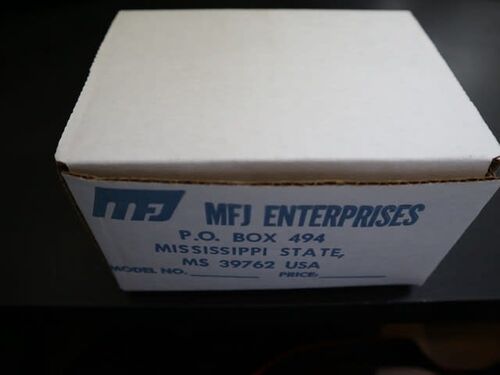 MFJ MFJ ENTERPRISES
P.O. BOX 494
MISSISSIPPI STATE,
MS 39762 USA
MODEL NO. PRICE: